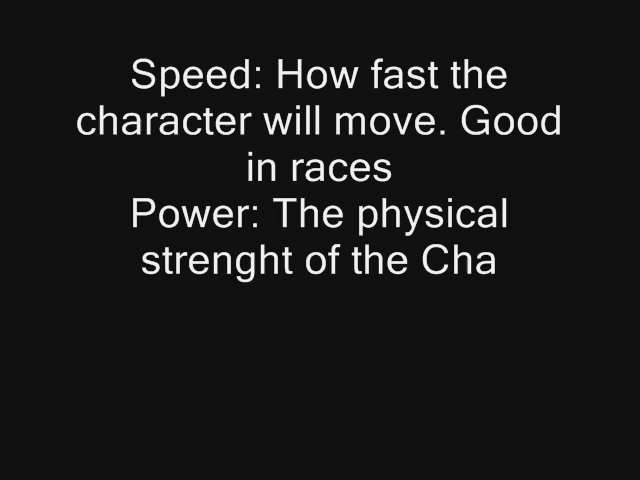 Speed: How fast the
character will move. Good
in races
Power: The physical
strenght of the Cha